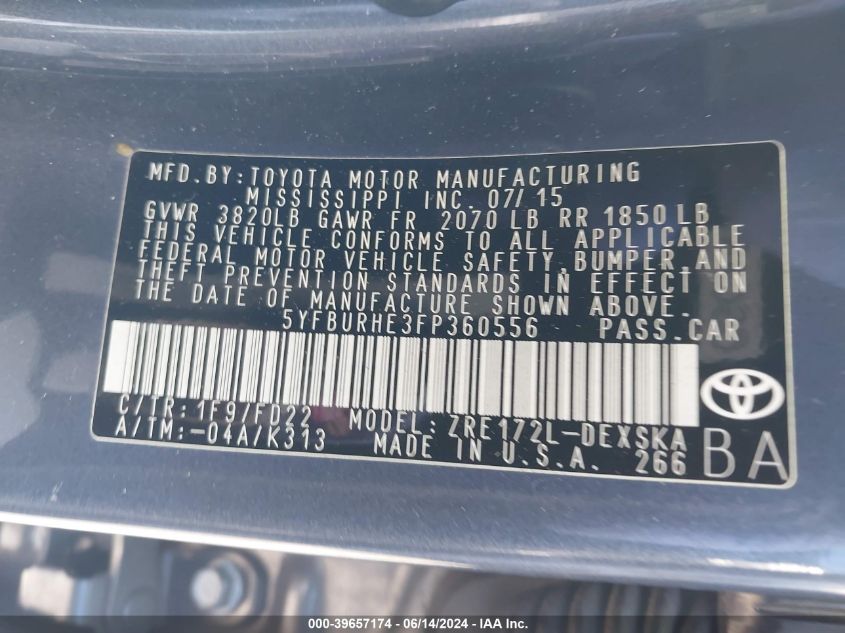 MFD.BY:TOYOTA MOTOR MANUFACTURING
MISSISSIPPI INC. 07/15
GVWR 3820LB GAWR FR 2070 LB RR 1850LB
THIS VEHICLE CONFORMS TO ALL APPLICABLE
FEDERAL MOTOR VEHICLE SAFETY,BUMPER,AND
THEFT PREVENTION STANDARDS IN EFFECT ON
THE DATE OF MANUFACTURE SHOWN ABOVE.
5YFBURHE3FP360556 PASS.CAR
C/TR:1F9/FD22 MODEL:ZRE172L-DEXSKA
A/TM:-04A/K313 MADE IN U.S.A. 266 BA
000-39657174 - 06/14/2024 - IAA Inc.